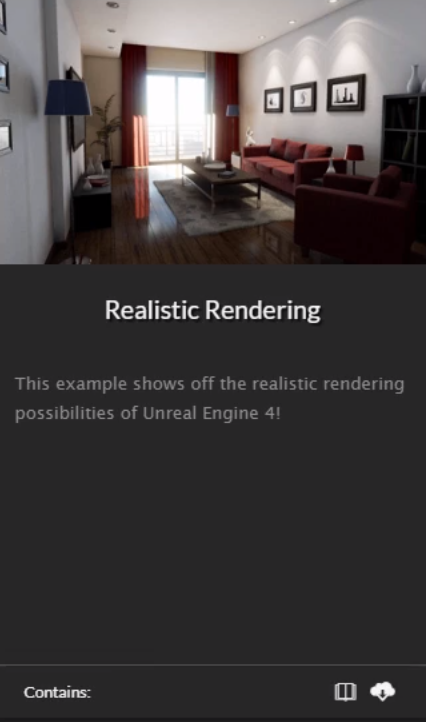 Realistic Rendering
This example shows off the realistic rendering
possibilities of Unreal Engine 4!
Contains: